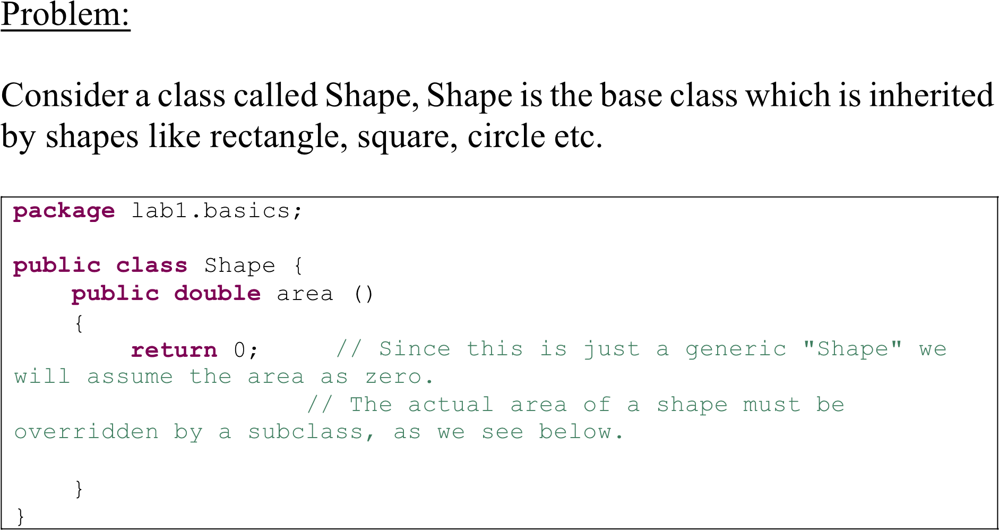 Problem:
Consider a class called Shape, Shape is the base class which is inherited
by shapes like rectangle, square, circle etc.
package lab1.basics;
public class Shape {
public double area ()
{
return 0; // Since this is just a generic "Shape" we
will assume the area as zero.
// The actual area of a shape must be
overridden by a subclass, as we see below.
}
}